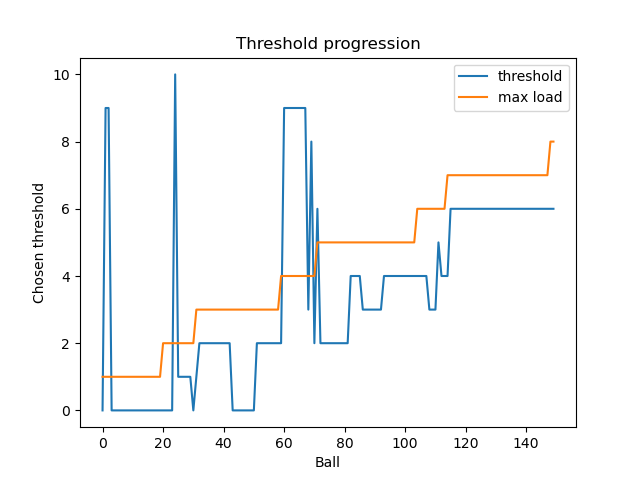 Threshold progression
threshold
max load
Chosen threshold
10
8
6
4
2
0
0 20 40 60 80 100 120 140
Ball